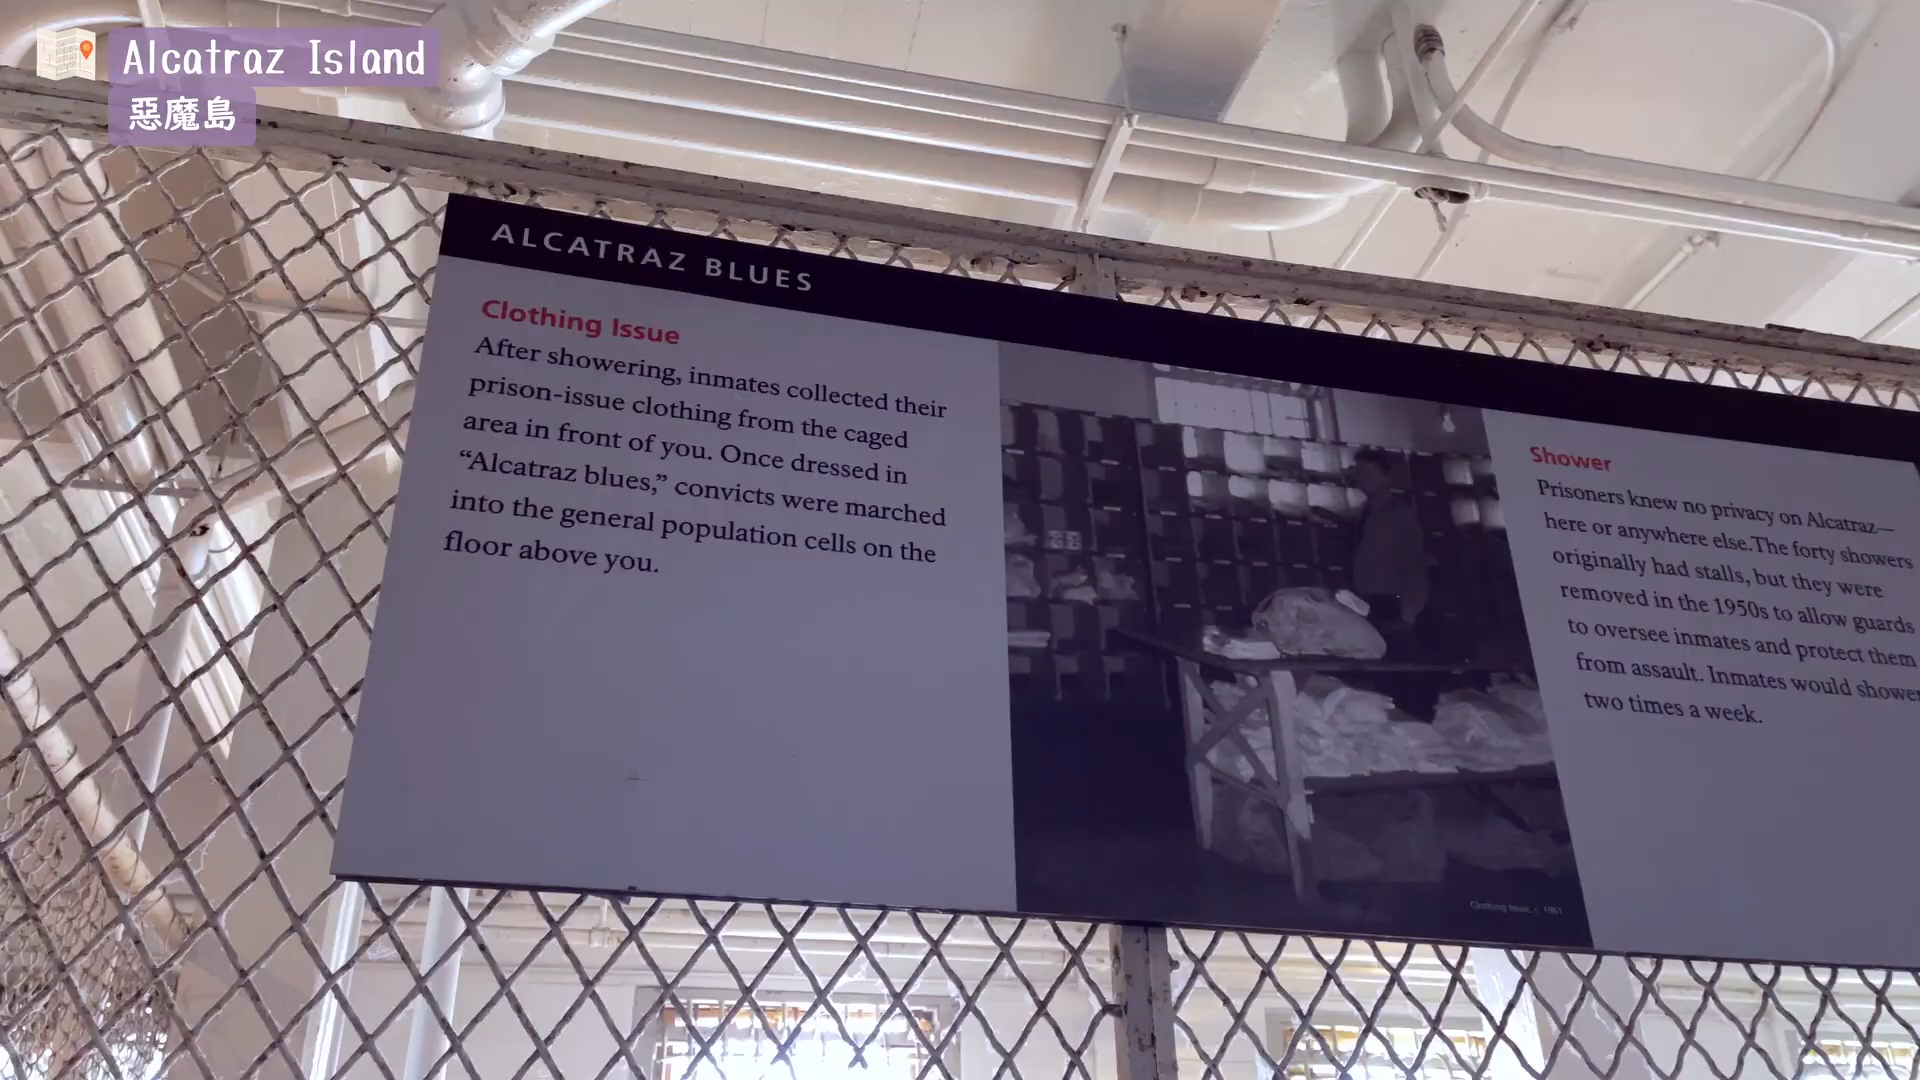 Alcatraz Island
惡魔島
ALCATRAZ BLUES
Clothing Issue
After showering, inmates collected their
prison-issue clothing from the caged
area in front of you. Once dressed in
“Alcatraz blues,” convicts were marched
into the general population cells on the
floor above you.
Clothing Issue, c. 1961
Shower
Prisoners knew no privacy on Alcatraz—
here or anywhere else.The forty showers
originally had stalls, but they were
removed in the 1950s to allow guards
to oversee inmates and protect them
from assault. Inmates would shower
two times a week.